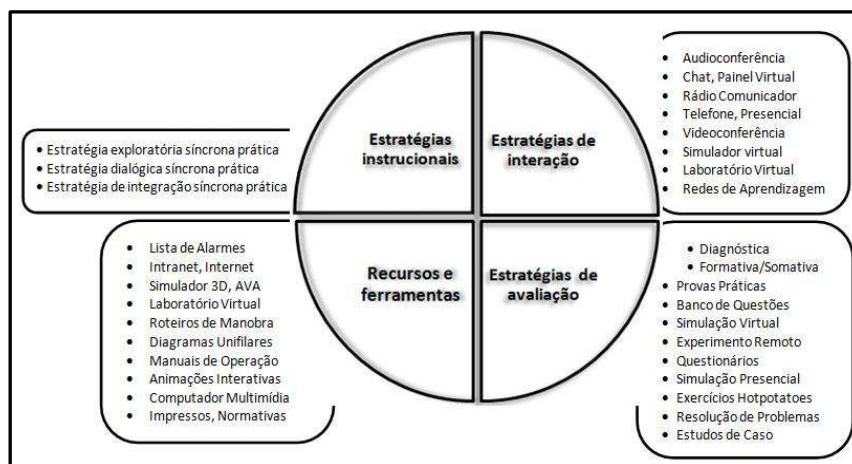 Estratégias
instrucionais
• Estratégia exploratória síncrona prática
• Estratégia dialógica síncrona prática
• Estratégia de integração síncrona prática
Estratégias de
interação
• Audioconferência
• Chat, Painel Virtual
• Rádio Comunicador
• Telefone, Presencial
• Videoconferência
• Simulador virtual
• Laboratório Virtual
• Redes de Aprendizagem
Recursos e
ferramentas
• Lista de Alarmes
• Intranet, Internet
• Simulador 3D, AVA
• Laboratório Virtual
• Roteiros de Manobra
• Diagramas Unifilares
• Manuais de Operação
• Animações Interativas
• Computador Multimídia
• Impressos, Normativas
Estratégias de
avaliação
• Diagnóstica
• Formativa/Somativa
• Provas Práticas
• Banco de Questões
• Simulação Virtual
• Experimento Remoto
• Questionários
• Simulação Presencial
• Exercícios Hotpotatoes
• Resolução de Problemas
• Estudos de Caso